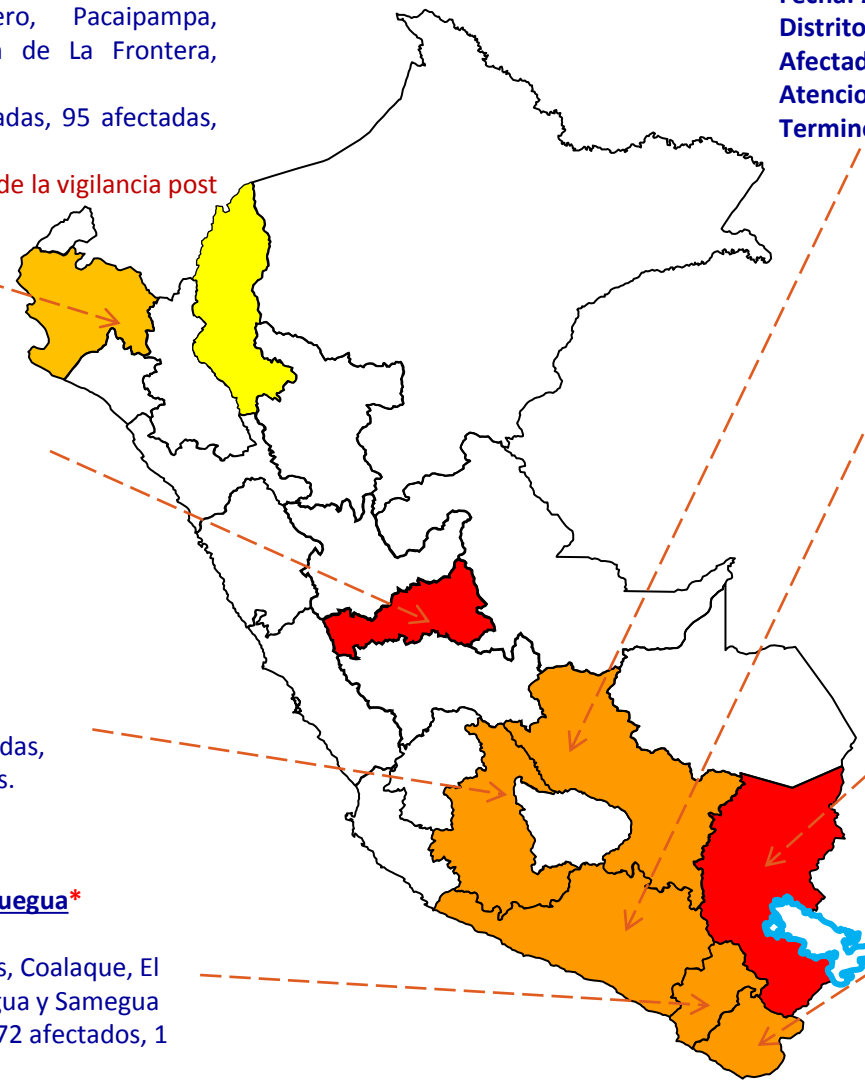 ero, Pacaipampa,
de La Frontera,
adas, 95 afectadas,
de la vigilancia post
Distrito
Afectad
Atencio
Termino
das,
s.
uegua*
s, Coalaque, El
gua y Samegua
72 afectados, 1